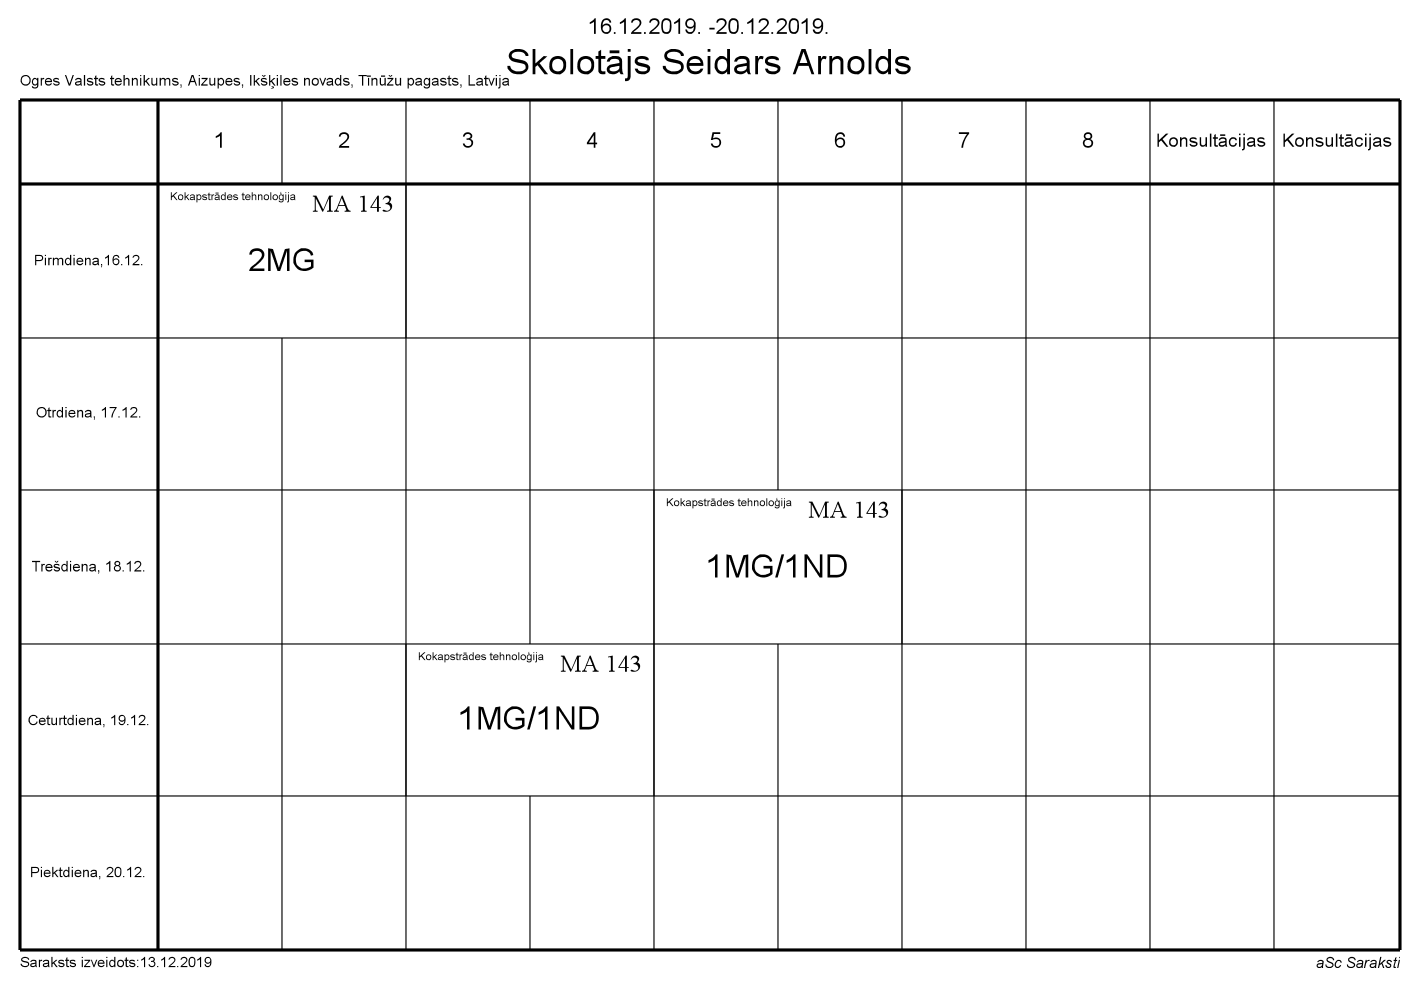 16.12.2019. -20.12.2019.
Skolotājs Seidars Arnolds
Ogres Valsts tehnikums, Aizupes, Ikšķiles novads, Tīnūžu pagasts, Latvija
1 2 3 4 5 6 7 8 Konsultācijas Konsultācijas
Kokapstrādes tehnoloģija MA 143
Pirmdiena,16.12. 2MG
Otrdiena, 17.12.
Kokapstrādes tehnoloģija MA 143
Trešdiena, 18.12. 1MG/1ND
Kokapstrādes tehnoloģija MA 143
Ceturtdiena, 19.12. 1MG/1ND
Piektdiena, 20.12.
Saraksts izveidots:13.12.2019 aSc Saraksti